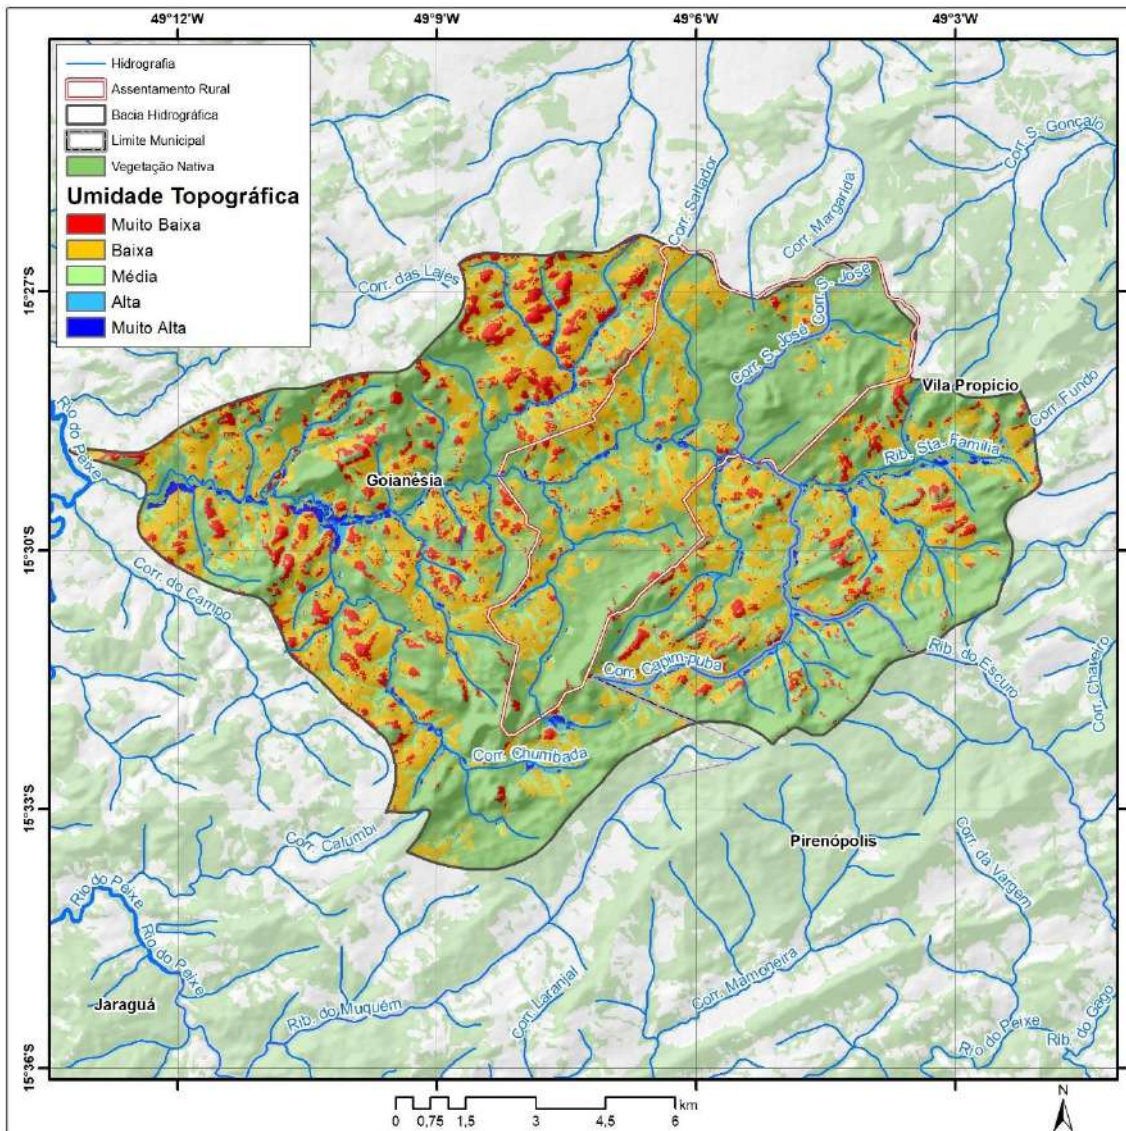 49°12'W
49°9'W
49°6'W
49°3'W
Hidrografia
Assentamento Rural
Bacia Hidrográfica
Limite Municipal
Vegetação Nativa
Umidade Topográfica
Muito Baixa
Baixa
Média
Alta
Muito Alta
Corr. S. Gonçalo
Corr. Saltador
Corr. Margarida
Corr. das Lajes
Corr. S. José
Corr. S. José
15°27'S
Vila Propício
Corr. Fundo
Rio do Peixe
Rib. Sta. Família
Goianésia
15°30'S
Corr. do Campo
Corr. Capim-puba
Rib. do Escuro
Corr. Chaveiro
Corr. Chumbada
15°33'S
Corr. Calumbi
Pirenópolis
Corr. da Vargem
Rio do Peixe
Rio do Peixe
Jaraguá
Rib. do Muquém
Corr. Laranjal
Corr. Mamoneira
Rio do Peixe
Rib. do Gago
15°36'S
N
km
0 0,75 1,5 3 4,5 6